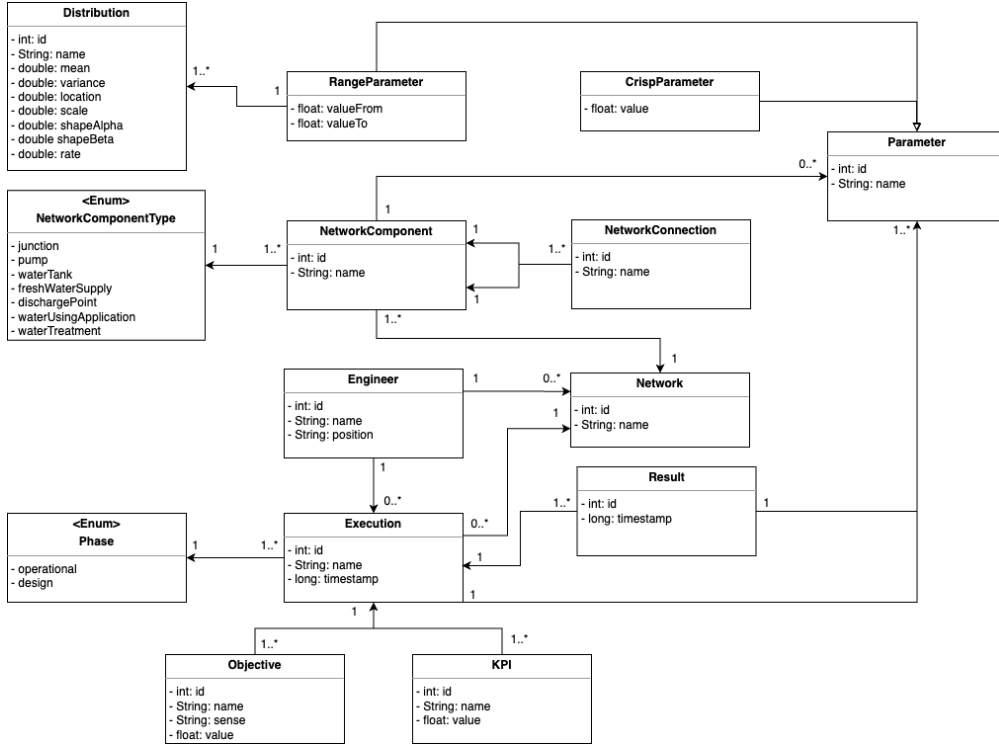 Distribution
- int: id
- String: name
- double: mean
- double: variance
- double: location
- double: scale
- double: shapeAlpha
- double shapeBeta
- double: rate
1..*
1
RangeParameter
- float: valueFrom
- float: valueTo
CrispParameter
- float: value
Parameter
- int: id
- String: name
0..*
1..*
<Enum>
NetworkComponentType
- junction
- pump
- waterTank
- freshWaterSupply
- dischargePoint
- waterUsingApplication
- waterTreatment
1
1..*
1
NetworkComponent
- int: id
- String: name
1
1
1..*
NetworkConnection
- int: id
- String: name
1..*
1
Engineer
- int: id
- String: name
- String: position
1
0..*
1
Network
- int: id
- String: name
1
0..*
Result
- int: id
- long: timestamp
1..*
1
<Enum>
Phase
- operational
- design
1
1..*
Execution
- int: id
- String: name
- long: timestamp
0..*
1
1
1
1..*
1..*
Objective
- int: id
- String: name
- String: sense
- float: value
KPI
- int: id
- String: name
- float: value